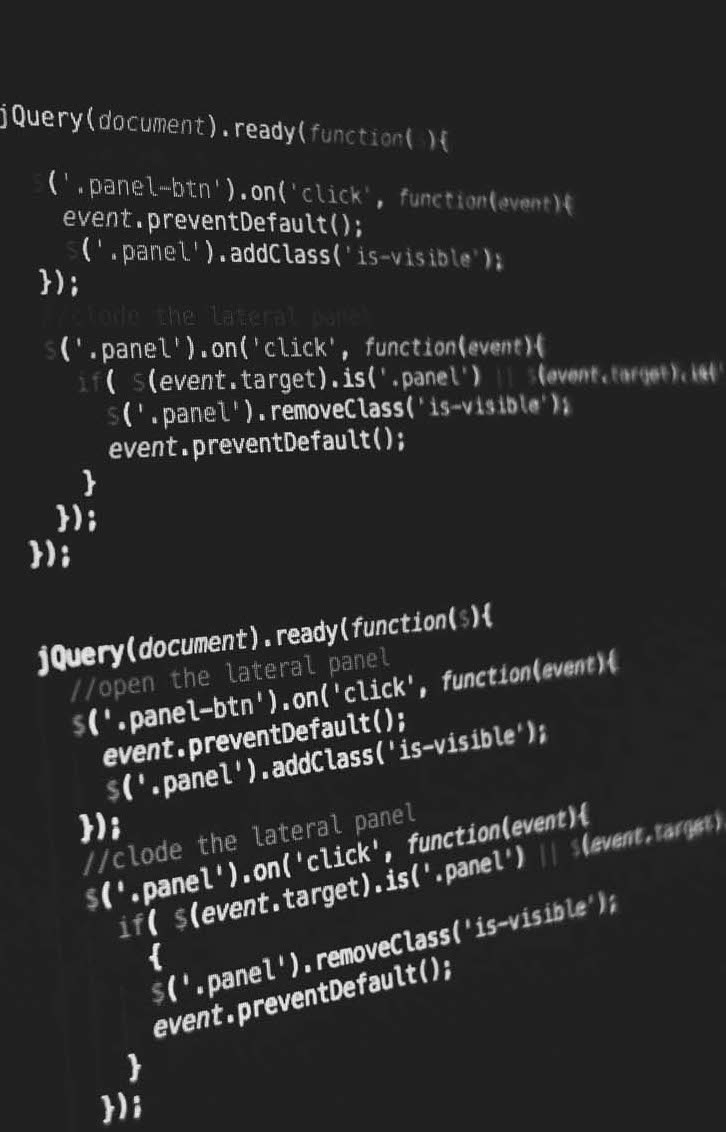 jQuery(document).ready(function($){
$('.panel-btn').on('click', function(event){
event.preventDefault();
$('.panel').addClass('is-visible');
});
//clode the lateral panel
$('.panel').on('click', function(event){
if( $(event.target).is('.panel') || $(event.target).is('
$('.panel').removeClass('is-visible');
event.preventDefault();
}
});
});
jQuery(document).ready(function($){
//open the lateral panel
$('.panel-btn').on('click', function(event){
event.preventDefault();
$('.panel').addClass('is-visible');
});
//clode the lateral panel
$('.panel').on('click', function(event){
if( $(event.target).is('.panel') || $(event.target).
{
$('.panel').removeClass('is-visible');
event.preventDefault();
}
});